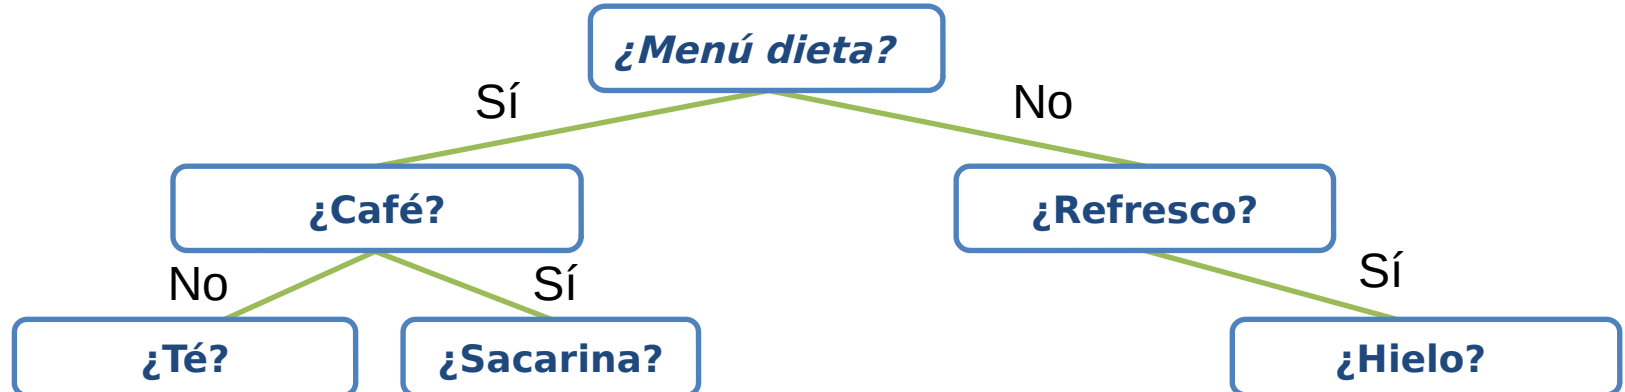 ¿Menú dieta?
Sí
No
¿Café?
¿Refresco?
No
Sí
Sí
¿Té?
¿Sacarina?
¿Hielo?